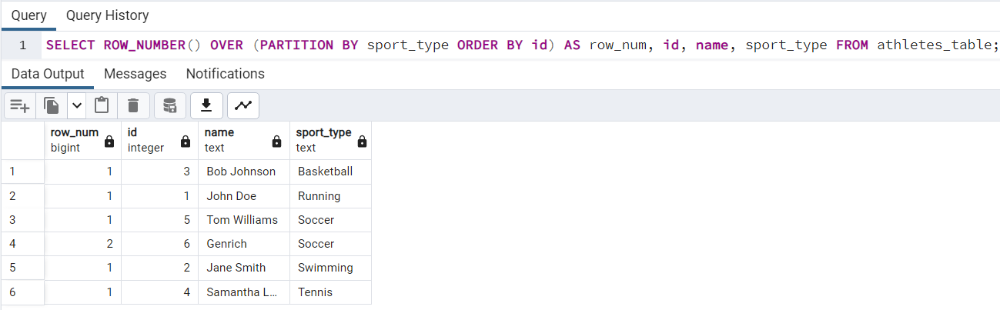 Query Query History
1 SELECT ROW_NUMBER() OVER (PARTITION BY sport_type ORDER BY id) AS row_num, id, name, sport_type FROM athletes_table;
Data Output Messages Notifications
row_num id name sport_type
bigint integer text text
1 1 3 Bob Johnson Basketball
2 1 1 John Doe Running
3 1 5 Tom Williams Soccer
4 2 6 Genrich Soccer
5 1 2 Jane Smith Swimming
6 1 4 Samantha L... Tennis